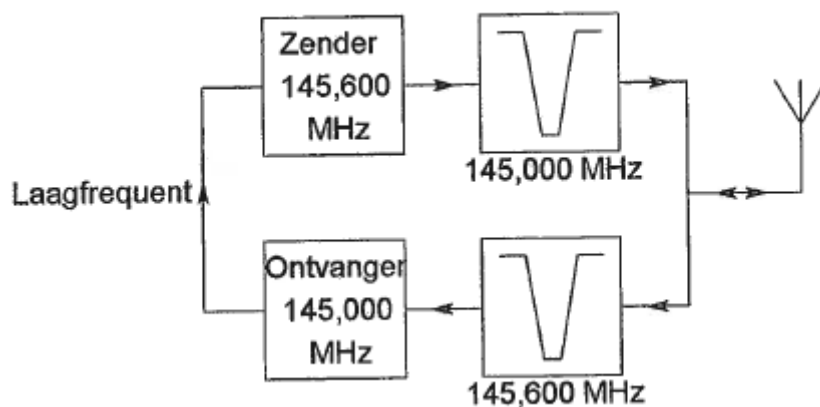 Zender
145,600
MHz
145,000 MHz
Laagfrequent
Ontvanger
145,000
MHz
145,600 MHz